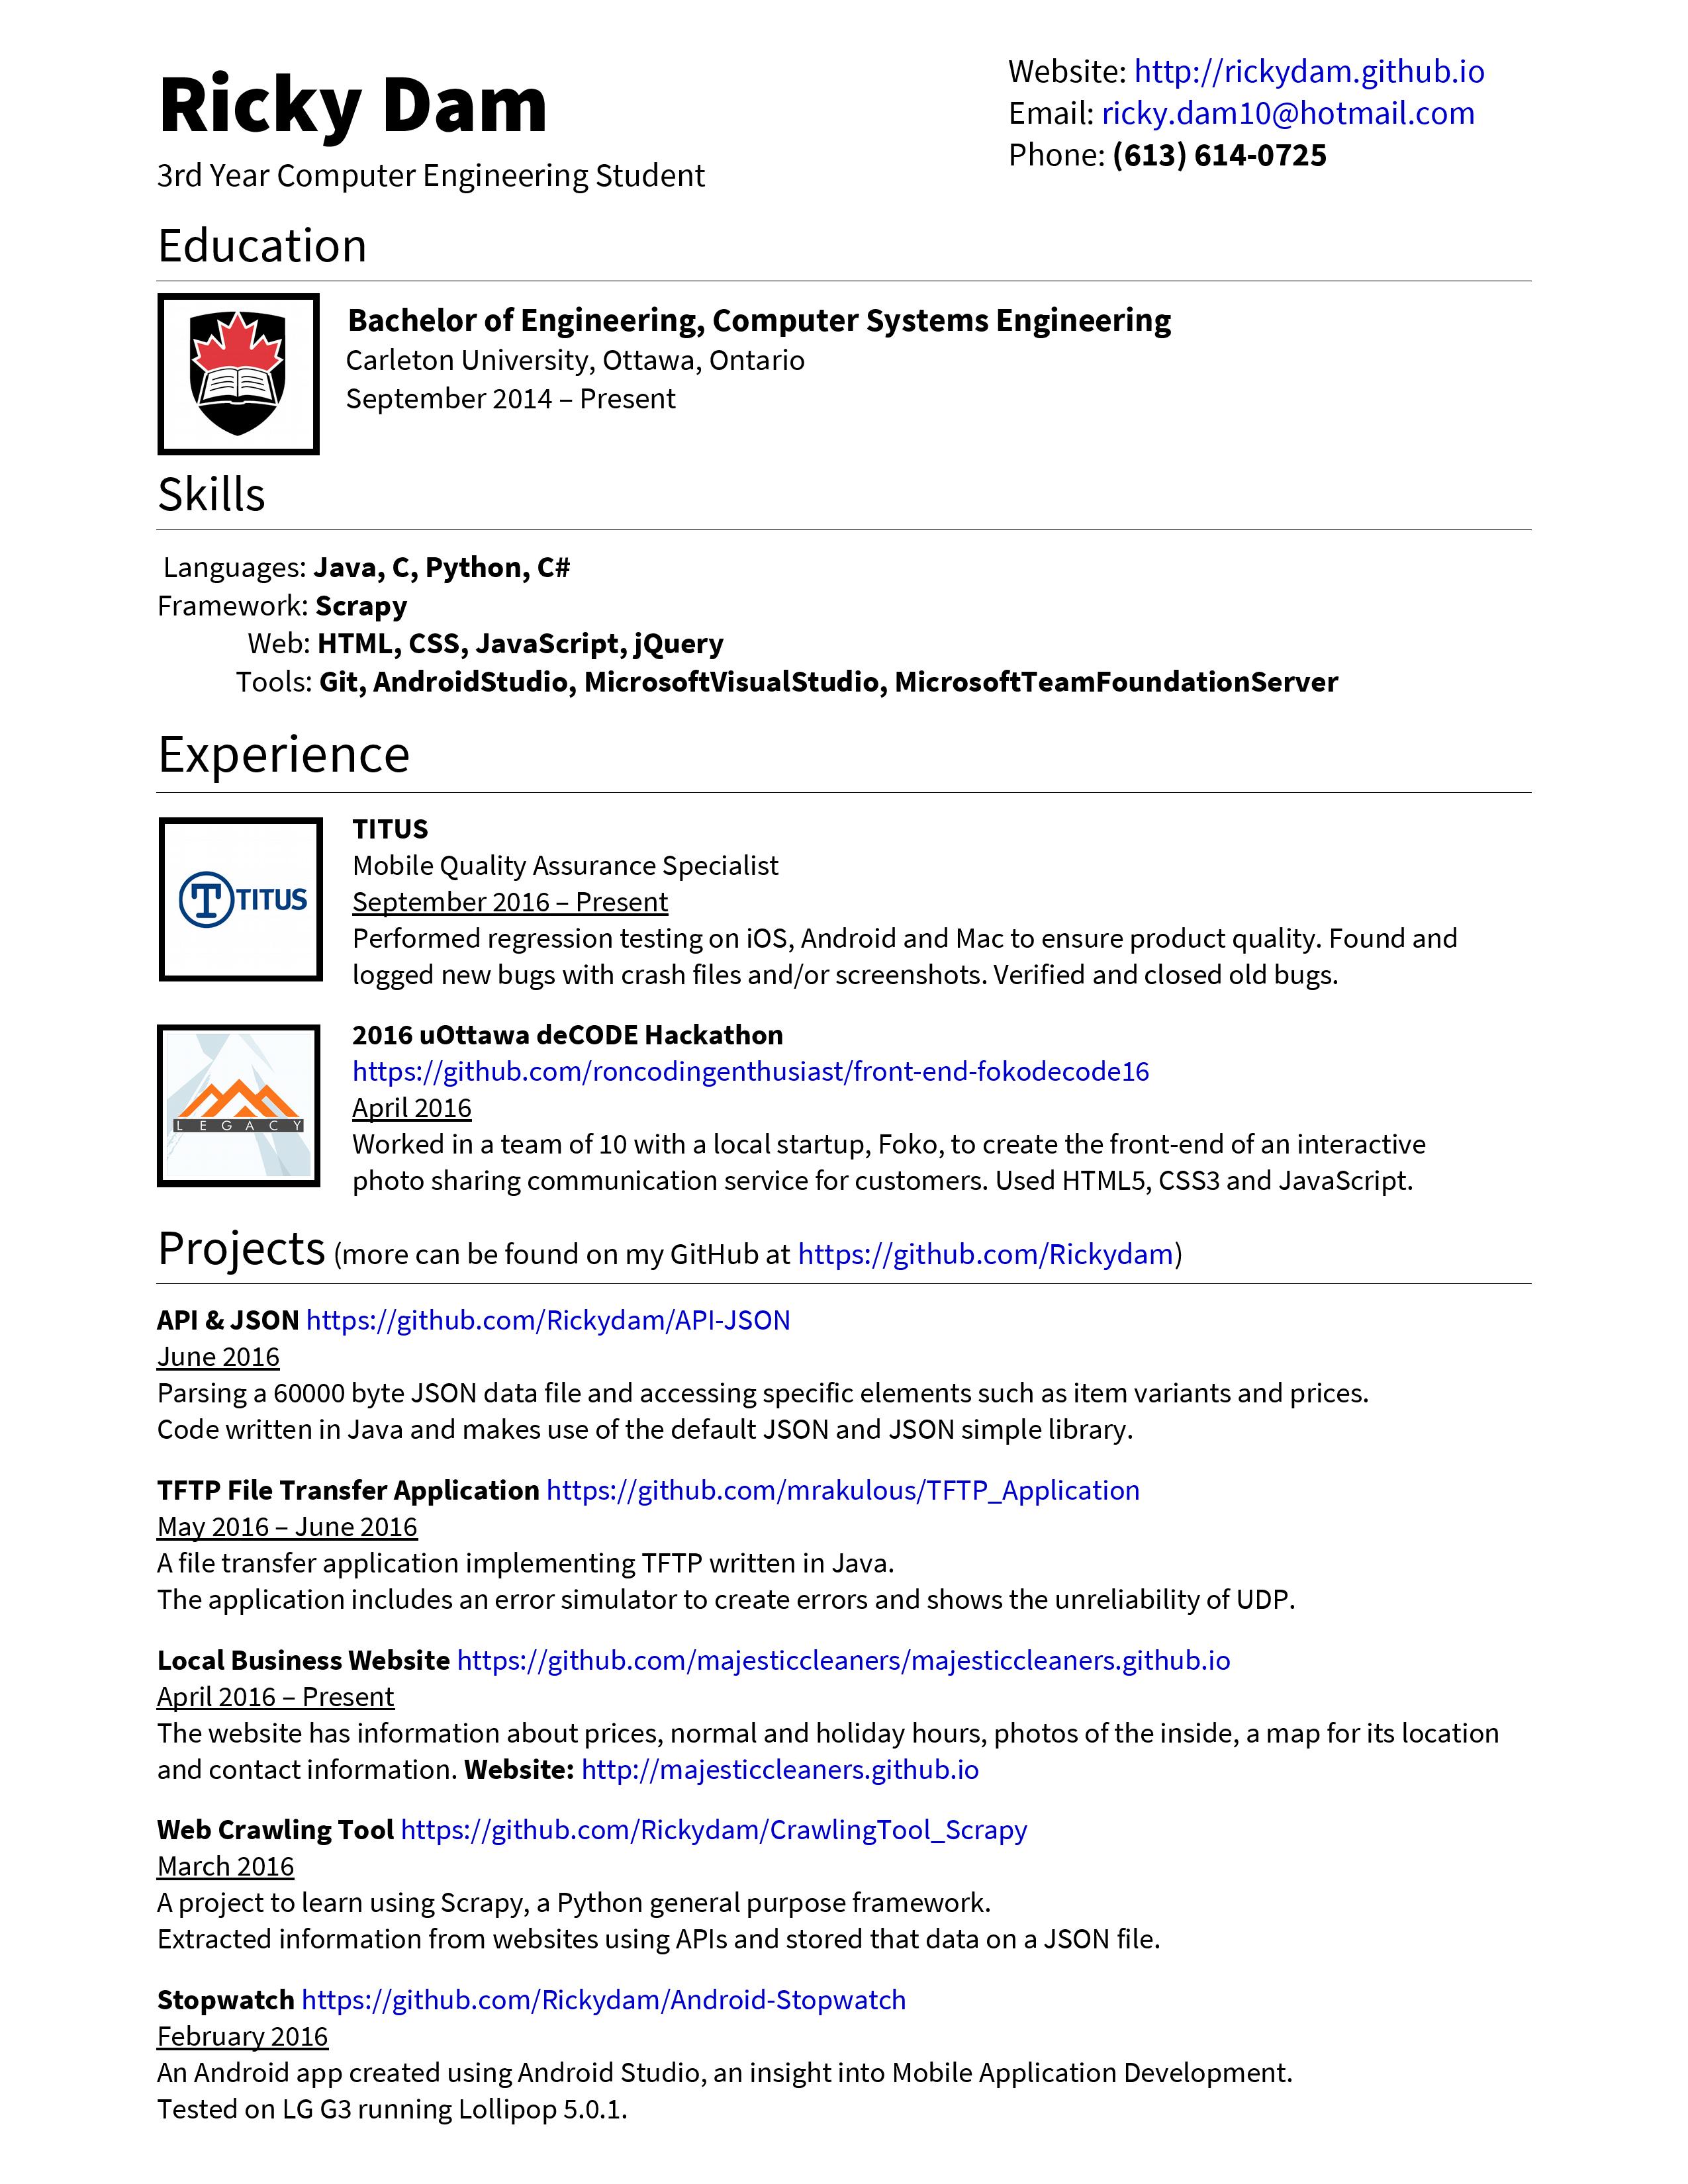 Ricky Dam
3rd Year Computer Engineering Student
Website: http://rickydam.github.io
Email: ricky.dam10@hotmail.com
Phone: (613) 614-0725
Education
Bachelor of Engineering, Computer Systems Engineering
Carleton University, Ottawa, Ontario
September 2014 – Present
Skills
Languages: Java, C, Python, C#
Framework: Scrapy
Web: HTML, CSS, JavaScript, jQuery
Tools: Git, AndroidStudio, MicrosoftVisualStudio, MicrosoftTeamFoundationServer
Experience
T TITUS
TITUS
Mobile Quality Assurance Specialist
September 2016 – Present
Performed regression testing on iOS, Android and Mac to ensure product quality. Found and
logged new bugs with crash files and/or screenshots. Verified and closed old bugs.
LEGACY
2016 uOttawa deCODE Hackathon
https://github.com/roncodingenthusiast/front-end-fokodecode16
April 2016
Worked in a team of 10 with a local startup, Foko, to create the front-end of an interactive
photo sharing communication service for customers. Used HTML5, CSS3 and JavaScript.
Projects (more can be found on my GitHub at https://github.com/Rickydam)
API & JSON https://github.com/Rickydam/API-JSON
June 2016
Parsing a 60000 byte JSON data file and accessing specific elements such as item variants and prices.
Code written in Java and makes use of the default JSON and JSON simple library.
TFTP File Transfer Application https://github.com/mrakulous/TFTP_Application
May 2016 – June 2016
A file transfer application implementing TFTP written in Java.
The application includes an error simulator to create errors and shows the unreliability of UDP.
Local Business Website https://github.com/majesticcleaners/majesticcleaners.github.io
April 2016 – Present
The website has information about prices, normal and holiday hours, photos of the inside, a map for its location
and contact information. Website: http://majesticcleaners.github.io
Web Crawling Tool https://github.com/Rickydam/CrawlingTool_Scrapy
March 2016
A project to learn using Scrapy, a Python general purpose framework.
Extracted information from websites using APIs and stored that data on a JSON file.
Stopwatch https://github.com/Rickydam/Android-Stopwatch
February 2016
An Android app created using Android Studio, an insight into Mobile Application Development.
Tested on LG G3 running Lollipop 5.0.1.